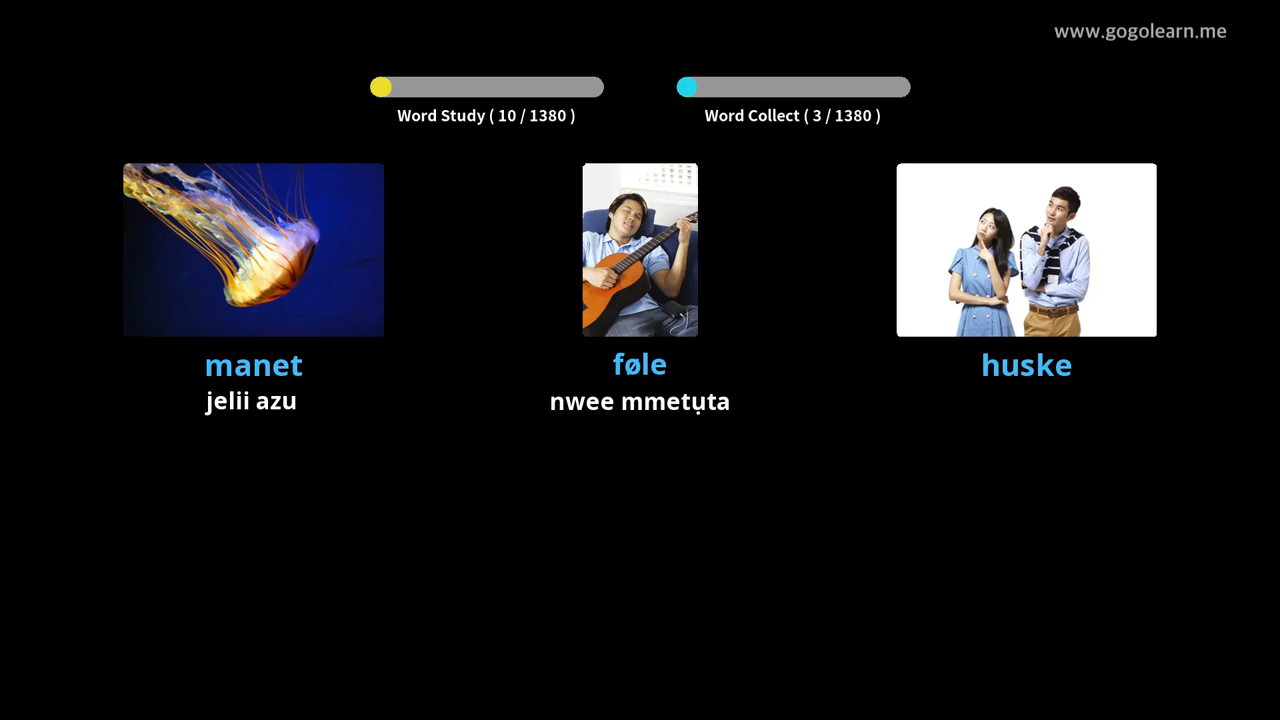 www.gogolearn.me
Word Study ( 10 / 1380 )
Word Collect ( 3 / 1380 )
manet
føle
huske
jelii azu
nwee mmetụta